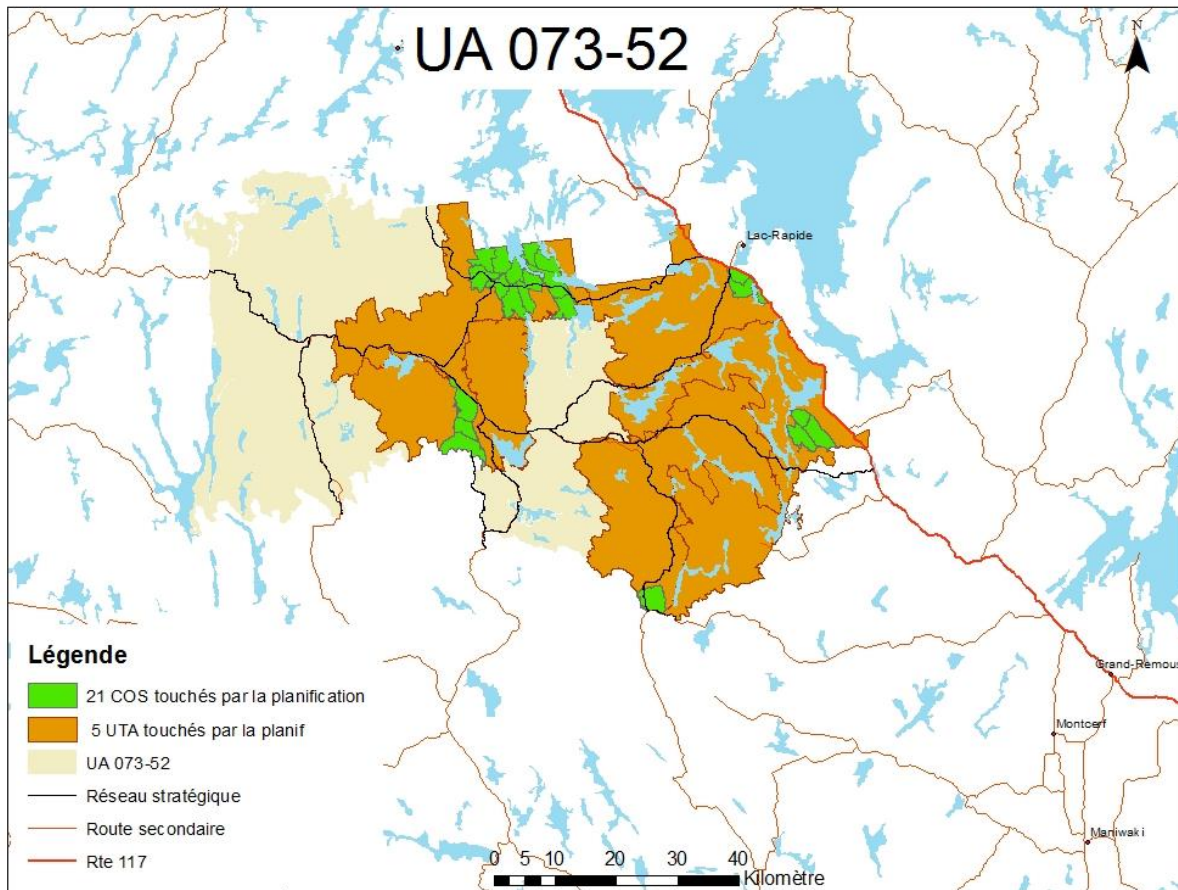 UA 073-52
N
Lac-Rapide
Grand-Remous
Montcerf
Maniwaki
Légende
21 COS touchés par la planification
5 UTA touchés par la planif
UA 073-52
Réseau stratégique
Route secondaire
Rte 117
0 5 10 20 30 40
Kilomètre